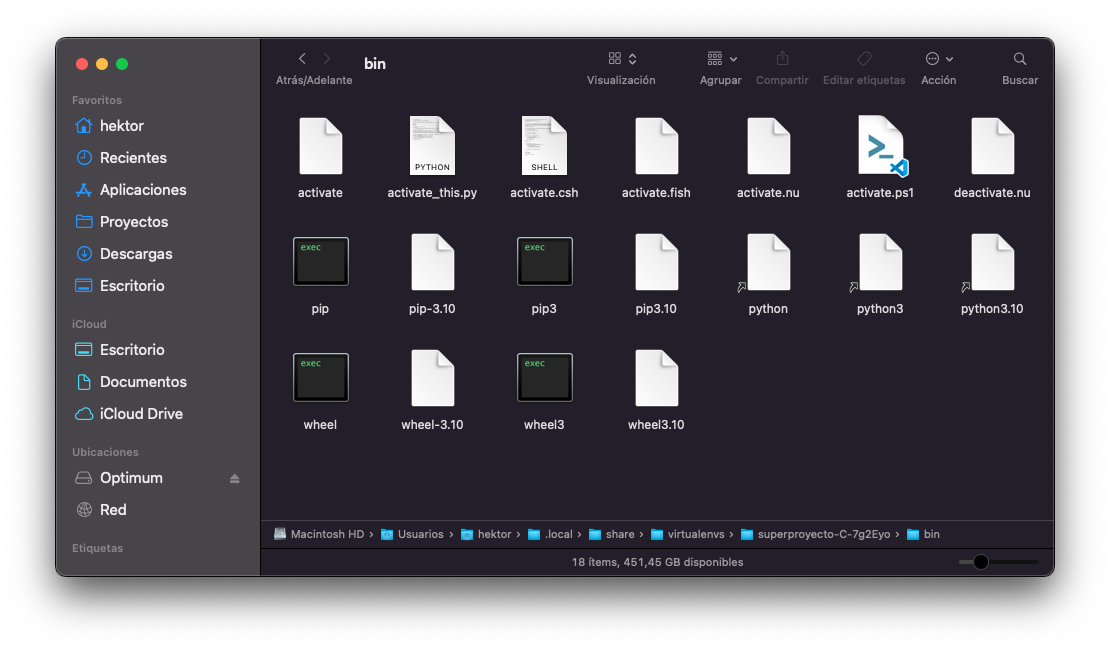 Favoritos
hektor
Recientes
Aplicaciones
Proyectos
Descargas
Escritorio
iCloud
Escritorio
Documentos
iCloud Drive
Ubicaciones
Optimum
Red
Etiquetas
bin
Atrás/Adelante Visualización Agrupar Compartir Editar etiquetas Acción Buscar
PYTHON SHELL
activate activate_this.py activate.csh activate.fish activate.nu activate.ps1 deactivate.nu
exec exec
pip pip-3.10 pip3 pip3.10 python python3 python3.10
exec exec
wheel wheel-3.10 wheel3 wheel3.10
Macintosh HD › Usuarios › hektor › .local › share › virtualenvs › superproyecto-C-7g2Eyo › bin
18 ítems, 451,45 GB disponibles